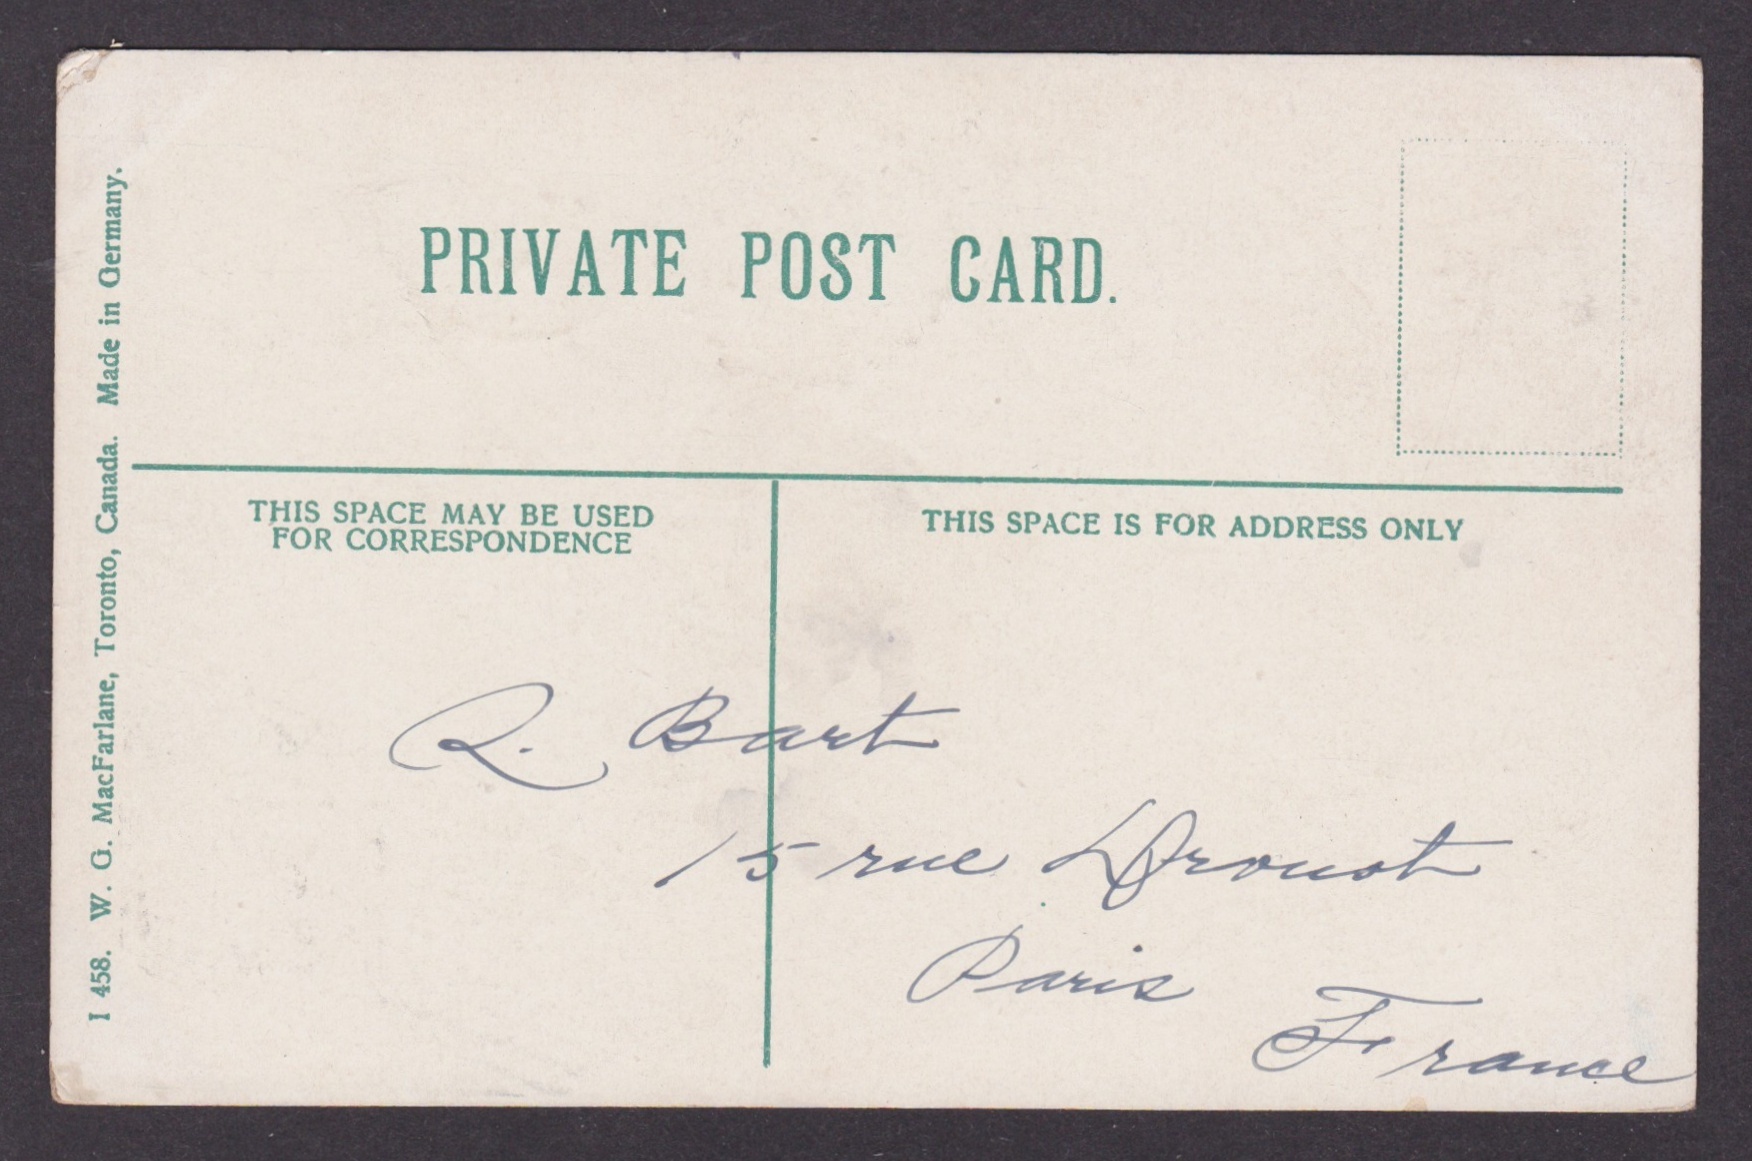 PRIVATE POST CARD.
THIS SPACE MAY BE USED
FOR CORRESPONDENCE
THIS SPACE IS FOR ADDRESS ONLY
I 458. W. G. MacFarlane, Toronto, Canada. Made in Germany.
Q. Bart
15 rue Drouot
Paris
France